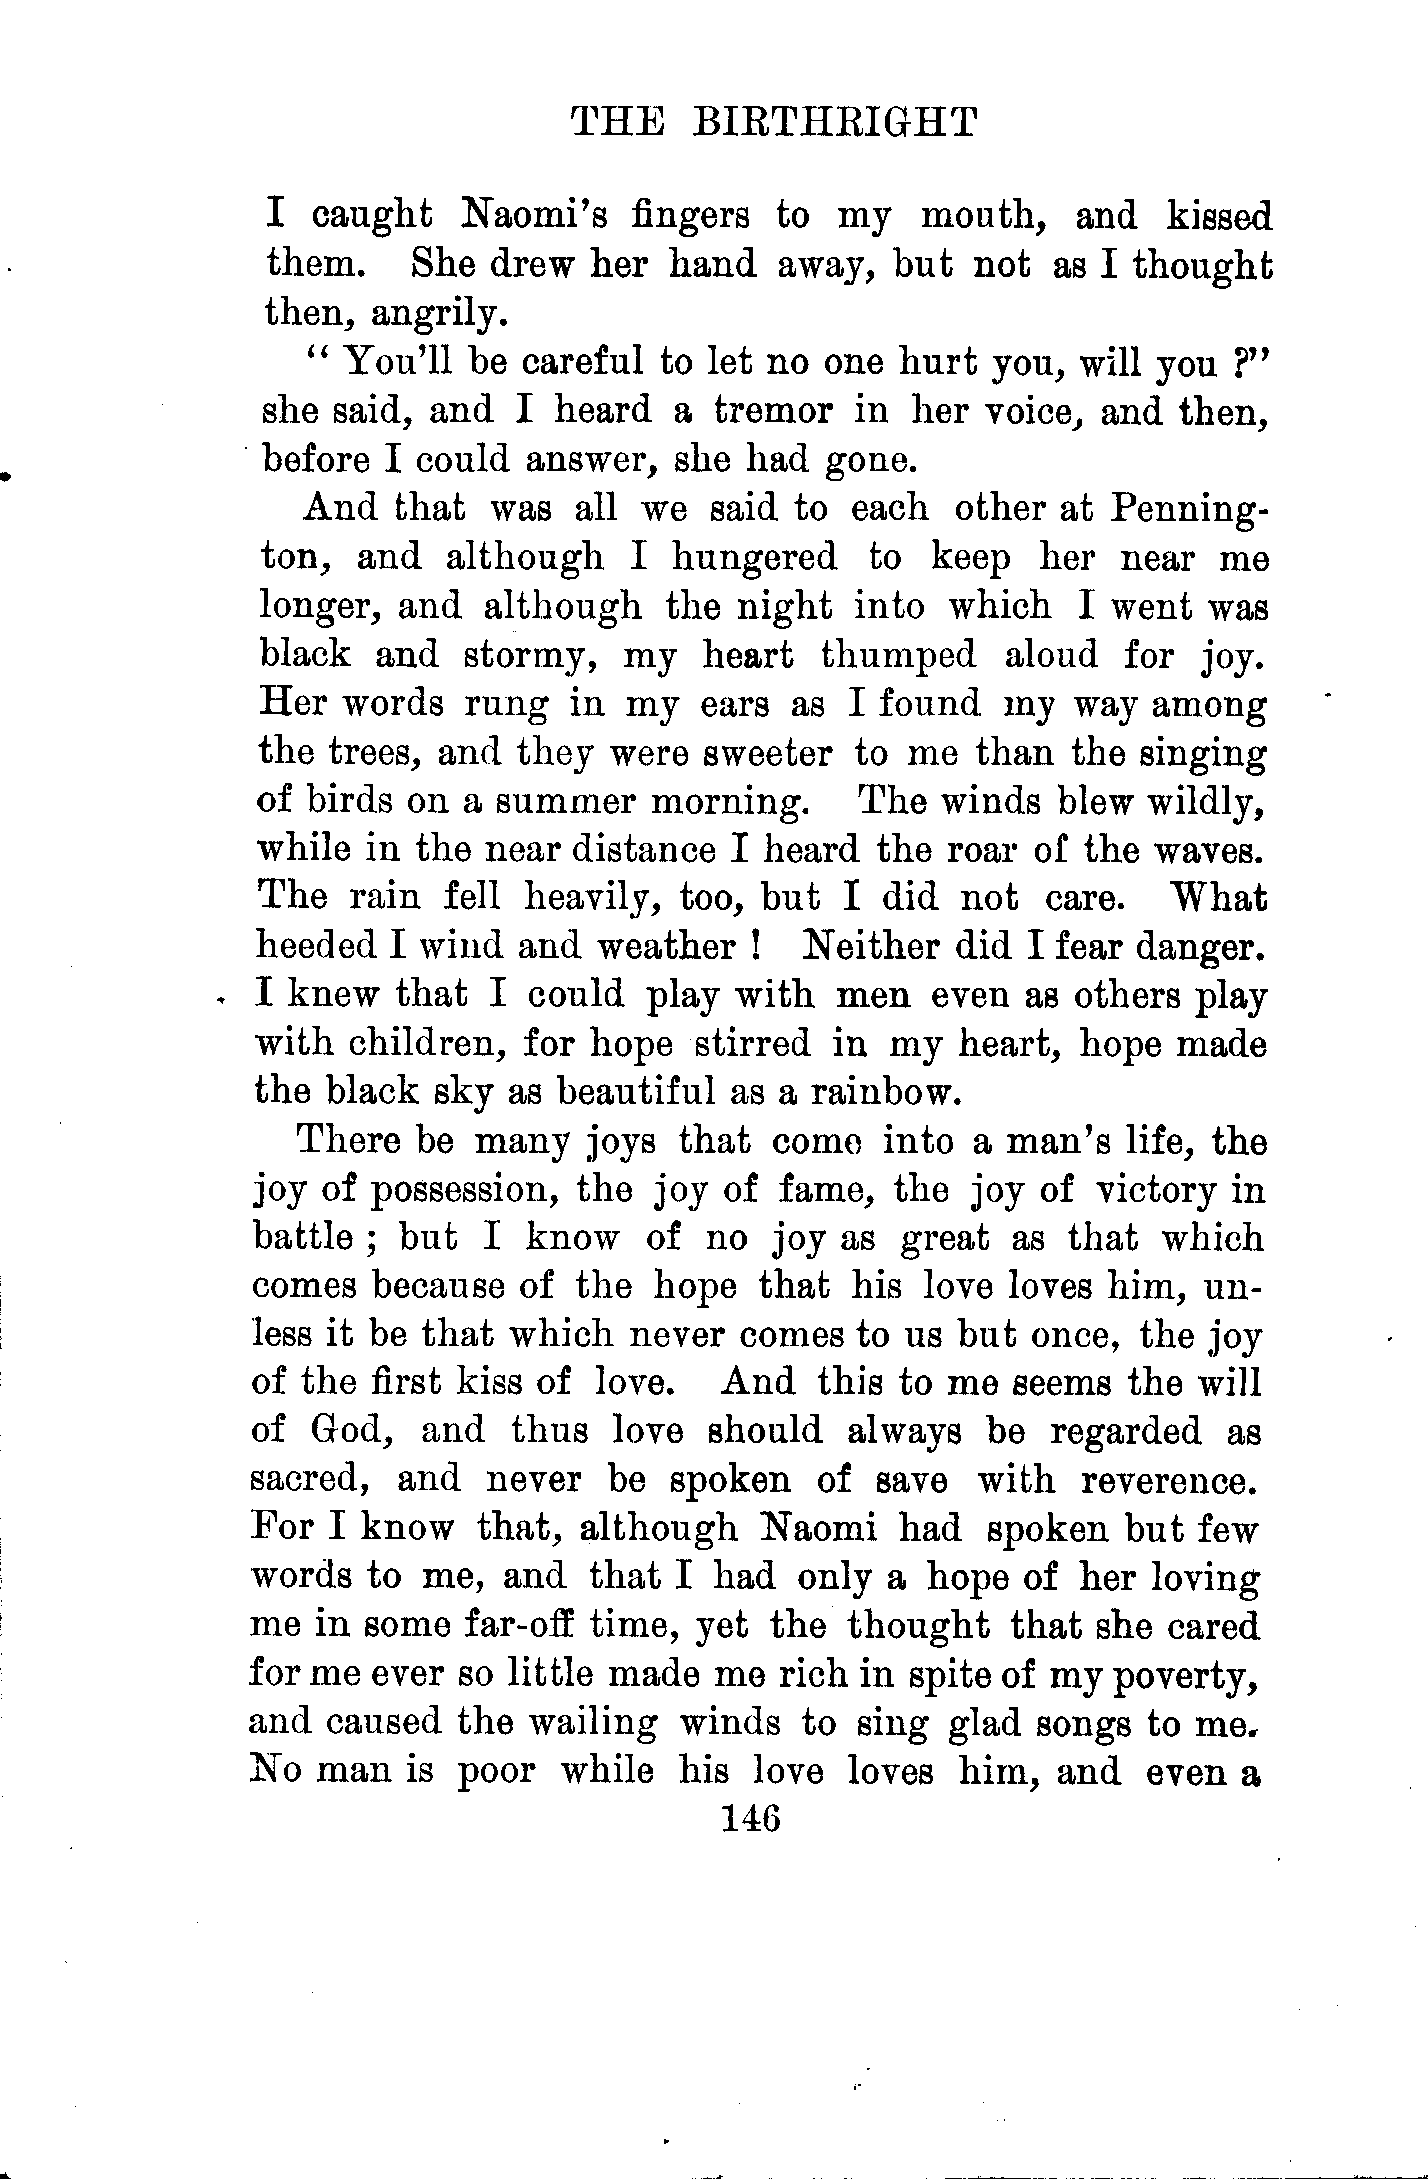 THE BIRTHRIGHT
I caught Naomi's fingers to my mouth, and kissed
them. She drew her hand away, but not as I thought
then, angrily.
“ You'll be careful to let no one hurt you, will you ?”
she said, and I heard a tremor in her voice, and then,
before I could answer, she had gone.
And that was all we said to each other at Penning-
ton, and although I hungered to keep her near me
longer, and although the night into which I went was
black and stormy, my heart thumped aloud for joy.
Her words rung in my ears as I found my way among
the trees, and they were sweeter to me than the singing
of birds on a summer morning. The winds blew wildly,
while in the near distance I heard the roar of the waves.
The rain fell heavily, too, but I did not care. What
heeded I wind and weather ! Neither did I fear danger.
I knew that I could play with men even as others play
with children, for hope stirred in my heart, hope made
the black sky as beautiful as a rainbow.
There be many joys that come into a man's life, the
joy of possession, the joy of fame, the joy of victory in
battle ; but I know of no joy as great as that which
comes because of the hope that his love loves him, un-
less it be that which never comes to us but once, the joy
of the first kiss of love. And this to me seems the will
of God, and thus love should always be regarded as
sacred, and never be spoken of save with reverence.
For I know that, although Naomi had spoken but few
words to me, and that I had only a hope of her loving
me in some far-off time, yet the thought that she cared
for me ever so little made me rich in spite of my poverty,
and caused the wailing winds to sing glad songs to me.
No man is poor while his love loves him, and even a
146